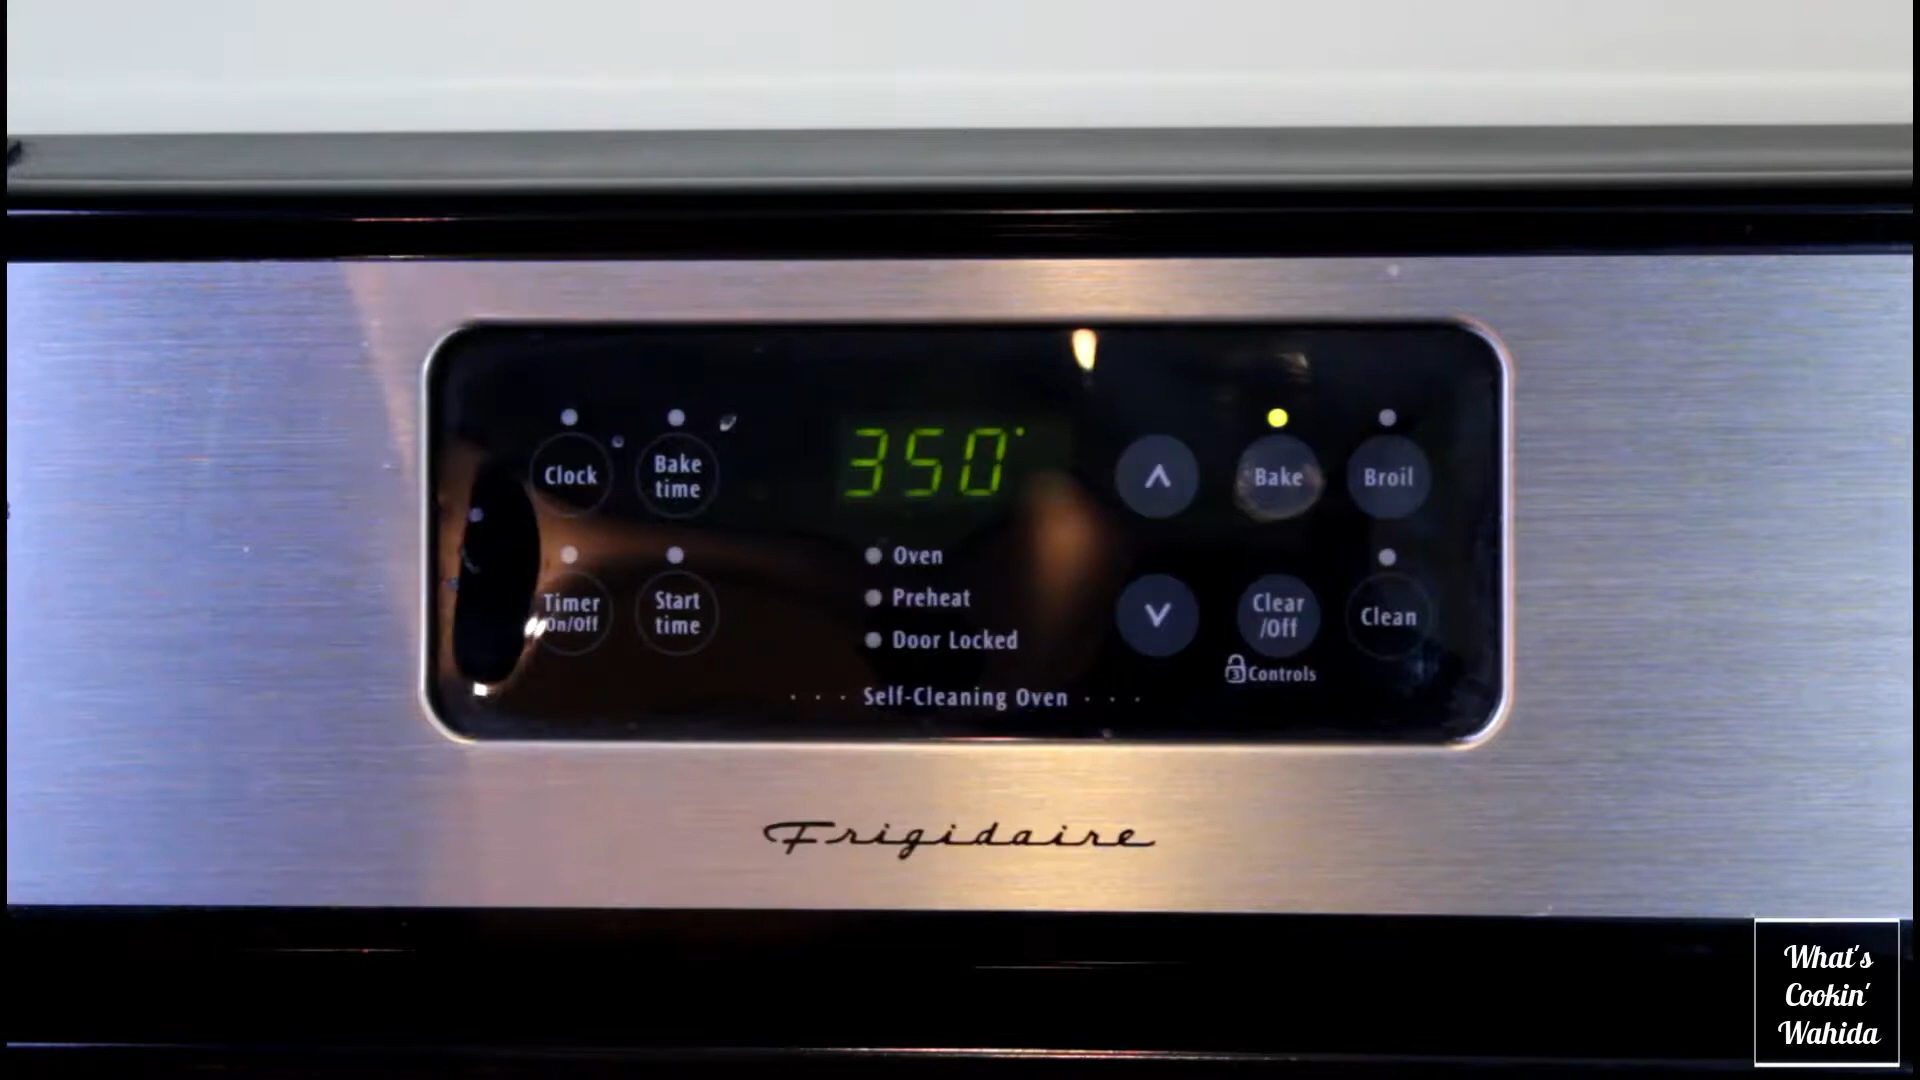 350°
Clock
Bake
time
Bake
Broil
Oven
Preheat
Door Locked
Timer
On/Off
Start
time
Clear
/Off
Clean
3 Controls
Self-Cleaning Oven
Frigidaire
What's
Cookin'
Wahida